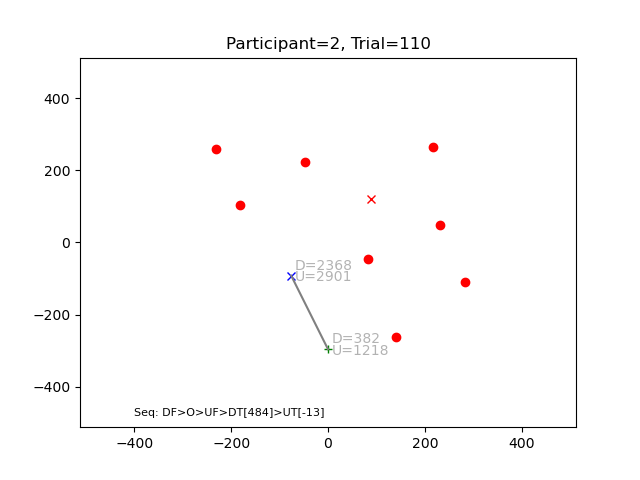 Participant=2, Trial=110
400
200
0
−200
−400
D=2368
U=2901
D=382
U=1218
Seq: DF>O>UF>DT[484]>UT[-13]
−400 −200 0 200 400